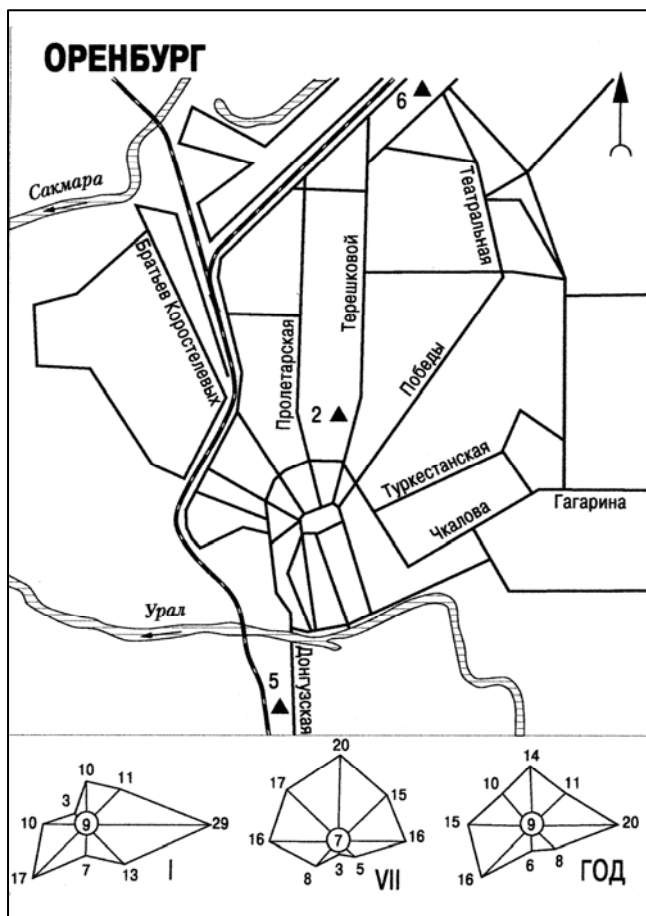 ОРЕНБУРГ
6
Сакмара
Театральная
Братьев Коростелевых
Терешковой
Пролетарская
Победы
2
Туркестанская
Чкалова
Гагарина
Урал
5
Донгузская
10
11
3
10
9
29
17
7
13
I
20
17
15
16
7
16
8
3
5
VII
14
10
11
15
9
20
16
6
8
ГОД